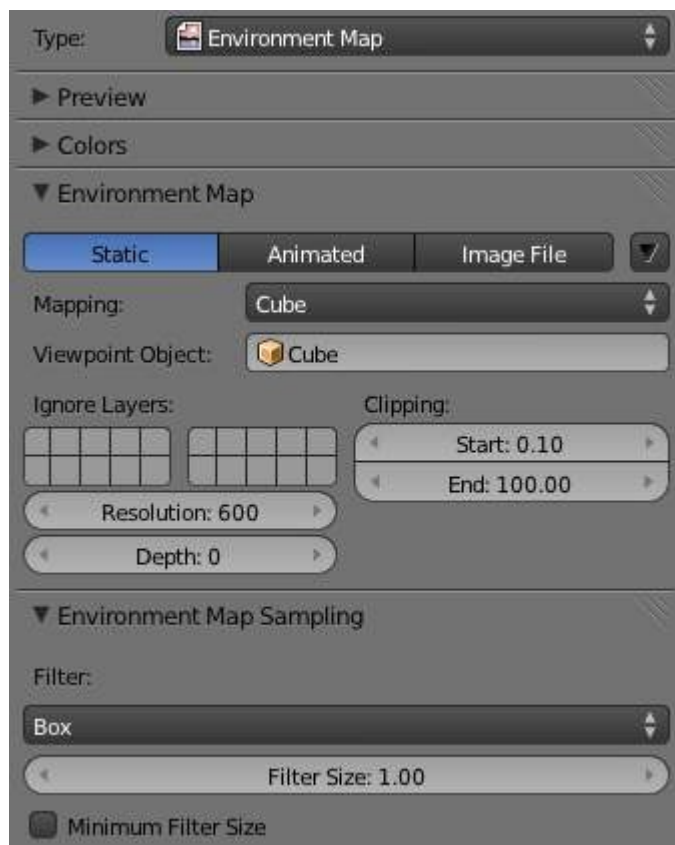 Type: Environment Map
Preview
Colors
Environment Map
Static Animated Image File
Mapping: Cube
Viewpoint Object: Cube
Ignore Layers: Clipping:
Start: 0.10
End: 100.00
Resolution: 600
Depth: 0
Environment Map Sampling
Filter:
Box
Filter Size: 1.00
Minimum Filter Size